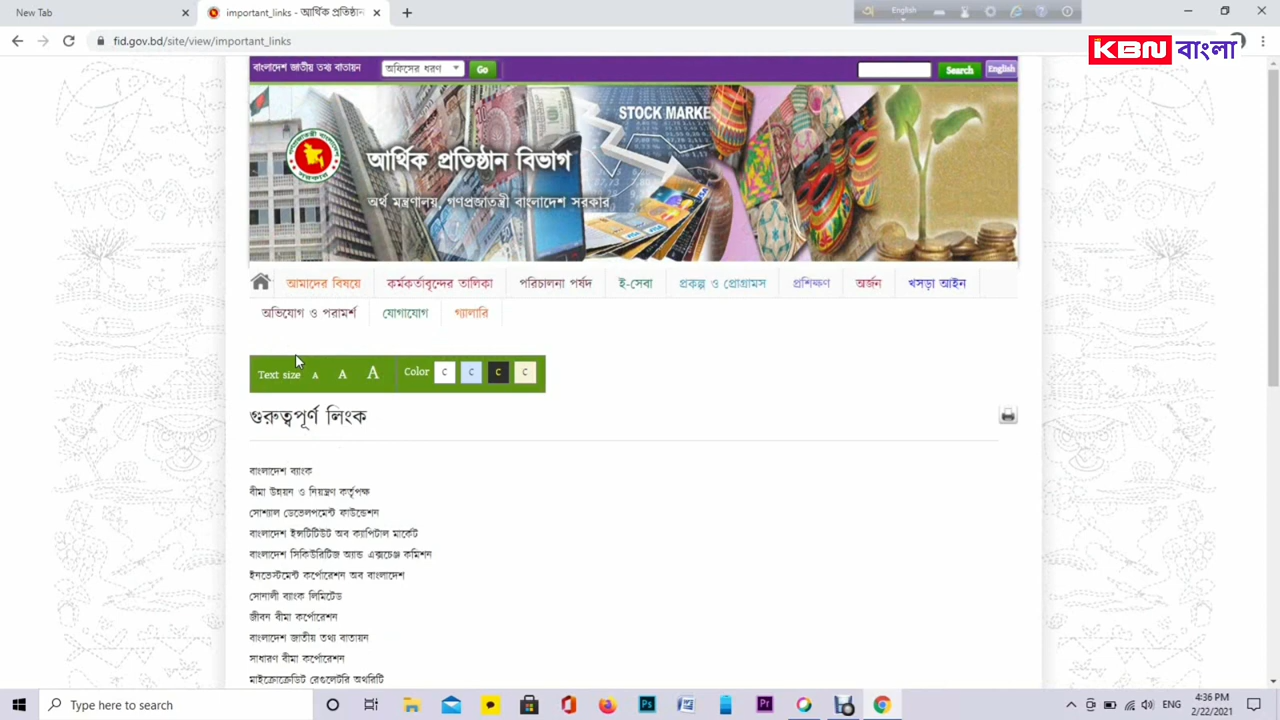 New Tab
important_links - আর্থিক প্রতিষ্ঠান
English
fid.gov.bd/site/view/important_links
KBN বাংলা
বাংলাদেশ জাতীয় তথ্য বাতায়ন
অফিসের ধরণ
Go
Search
English
STOCK MARKE
আর্থিক প্রতিষ্ঠান বিভাগ
অর্থ মন্ত্রণালয়, গণপ্রজাতন্ত্রী বাংলাদেশ সরকার
আমাদের বিষয়ে কর্মকর্তাবৃন্দের তালিকা পরিচালনা পর্ষদ ই-সেবা প্রকল্প ও প্রোগ্রামস প্রশিক্ষণ অর্জন খসড়া আইন
অভিযোগ ও পরামর্শ যোগাযোগ গ্যালারি
Text size A A A Color C C C C
গুরুত্বপূর্ণ লিংক
বাংলাদেশ ব্যাংক
বীমা উন্নয়ন ও নিয়ন্ত্রণ কর্তৃপক্ষ
সোশ্যাল ডেভেলপমেন্ট ফাউন্ডেশন
বাংলাদেশ ইন্সটিটিউট অব ক্যাপিটাল মার্কেট
বাংলাদেশ সিকিউরিটিজ অ্যান্ড এক্সচেঞ্জ কমিশন
ইনভেস্টমেন্ট কর্পোরেশন অব বাংলাদেশ
সোনালী ব্যাংক লিমিটেড
জীবন বীমা কর্পোরেশন
বাংলাদেশ জাতীয় তথ্য বাতায়ন
সাধারণ বীমা কর্পোরেশন
মাইক্রোক্রেডিট রেগুলেটরি অথরিটি
Type here to search
ENG
4:36 PM
2/22/2021